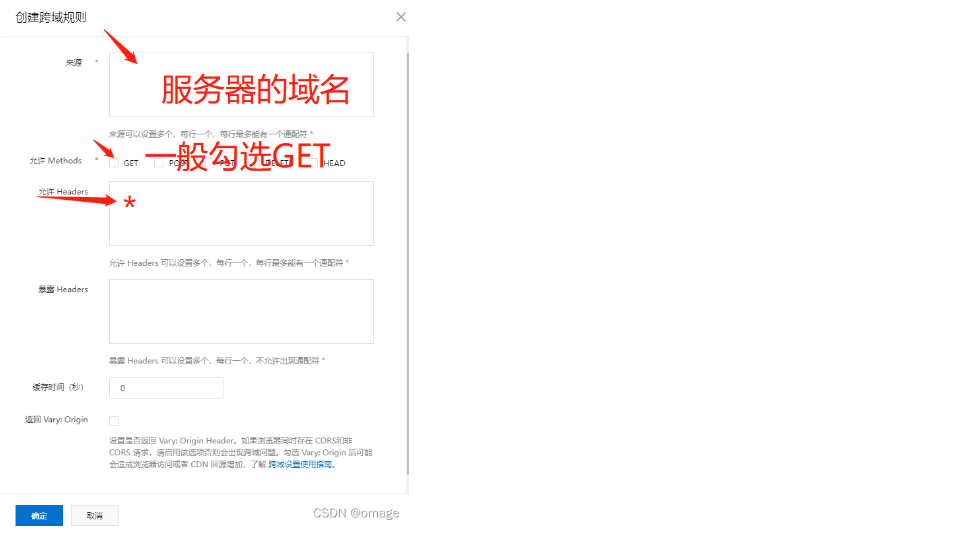 创建跨域规则
来源 *
服务器的域名
来源可以设置多个，每行一个，每行最多能有一个通配符 *
一般勾选GET
允许 Methods * GET POST PUT DELETE HEAD
允许 Headers
*
允许 Headers 可以设置多个，每行一个，每行最多能有一个通配符 *
暴露 Headers
暴露 Headers 可以设置多个，每行一个，不允许出现通配符 *
缓存时间（秒） 0
返回 Vary: Origin
设置是否返回 Vary: Origin Header。如果浏览器同时存在 CORS和非
CORS 请求，请启用该选项否则会出现跨域问题。勾选 Vary: Origin 后可能
会造成浏览器访问或者 CDN 回源增加，了解 跨域设置使用指南。
确定 取消
CSDN @omage